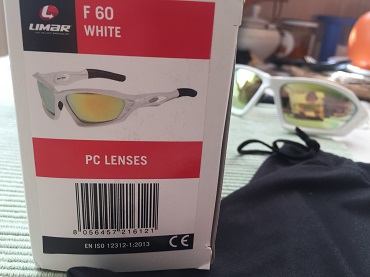 F 60
WHITE
LIMAR
PC LENSES
8 056457 216121
EN ISO 12312-1:2013 CE